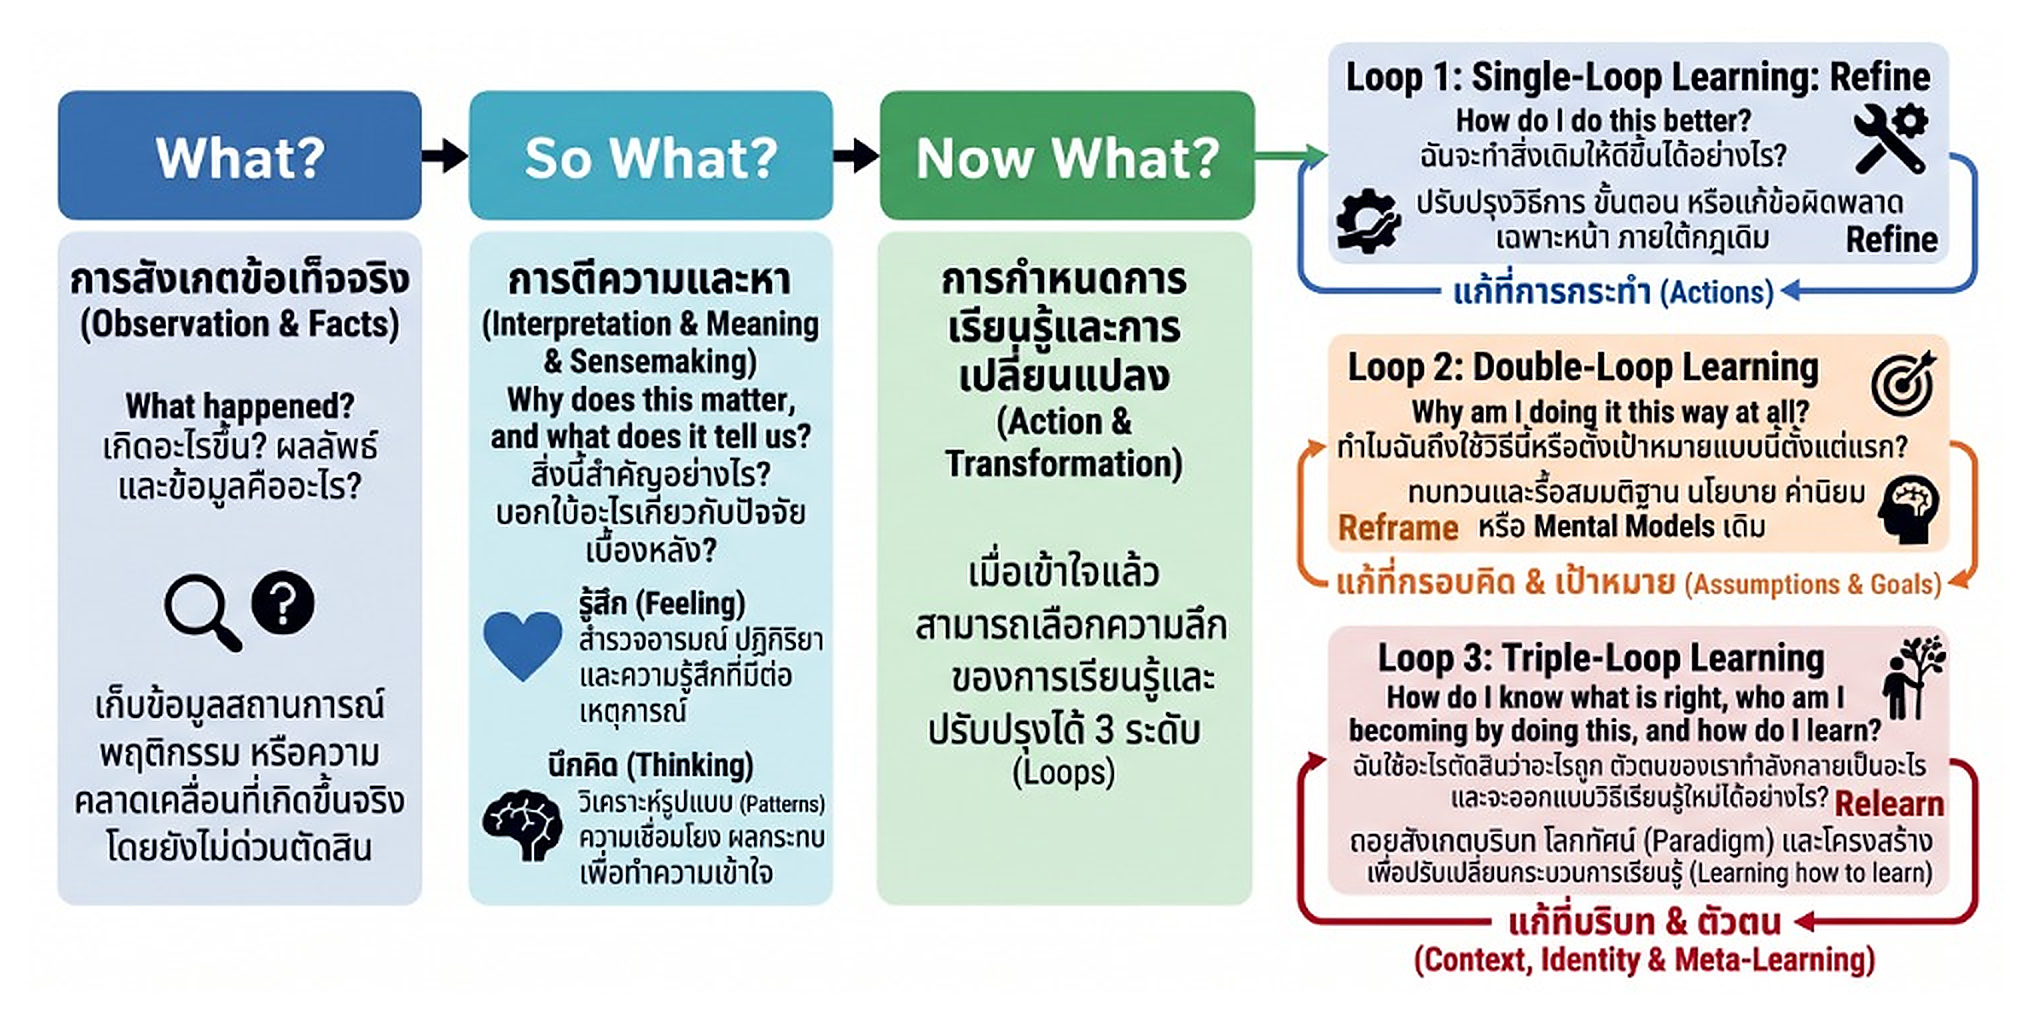 What?
การสังเกตข้อเท็จจริง
(Observation & Facts)
What happened?
เกิดอะไรขึ้น? ผลลัพธ์
และข้อมูลคืออะไร?
?
เก็บข้อมูลสถานการณ์
พฤติกรรม หรือความ
คลาดเคลื่อนที่เกิดขึ้นจริง
โดยยังไม่ด่วนตัดสิน
So What?
การตีความและหา
(Interpretation & Meaning
& Sensemaking)
Why does this matter,
and what does it tell us?
สิ่งนี้สำคัญอย่างไร?
บอกใบ้อะไรเกี่ยวกับปัจจัย
เบื้องหลัง?
รู้สึก (Feeling)
สำรวจอารมณ์ ปฏิกิริยา
และความรู้สึกที่มีต่อ
เหตุการณ์
นึกคิด (Thinking)
วิเคราะห์รูปแบบ (Patterns)
ความเชื่อมโยง ผลกระทบ
เพื่อทำความเข้าใจ
Now What?
การกำหนดการ
เรียนรู้และการ
เปลี่ยนแปลง
(Action &
Transformation)
เมื่อเข้าใจแล้ว
สามารถเลือกความลึก
ของการเรียนรู้และ
ปรับปรุงได้ 3 ระดับ
(Loops)
Loop 1: Single-Loop Learning: Refine
How do I do this better?
ฉันจะทำสิ่งเดิมให้ดีขึ้นได้อย่างไร?
ปรับปรุงวิธีการ ขั้นตอน หรือแก้ข้อผิดพลาด
เฉพาะหน้า ภายใต้กฎเดิม Refine
แก้ที่การกระทำ (Actions)
Loop 2: Double-Loop Learning
Why am I doing it this way at all?
ทำไมฉันถึงใช้วิธีนี้หรือตั้งเป้าหมายแบบนี้ตั้งแต่แรก?
ทบทวนและรื้อสมมติฐาน นโยบาย ค่านิยม
Reframe หรือ Mental Models เดิม
แก้ที่กรอบคิด & เป้าหมาย (Assumptions & Goals)
Loop 3: Triple-Loop Learning
How do I know what is right, who am I
becoming by doing this, and how do I learn?
ฉันใช้อะไรตัดสินว่าอะไรถูก ตัวตนของเรากำลังกลายเป็นอะไร
และจะออกแบบวิธีเรียนรู้ใหม่ได้อย่างไร? Relearn
ถอยสังเกตบริบท โลกทัศน์ (Paradigm) และโครงสร้าง
เพื่อปรับเปลี่ยนกระบวนการเรียนรู้ (Learning how to learn)
แก้ที่บริบท & ตัวตน
(Context, Identity & Meta-Learning)